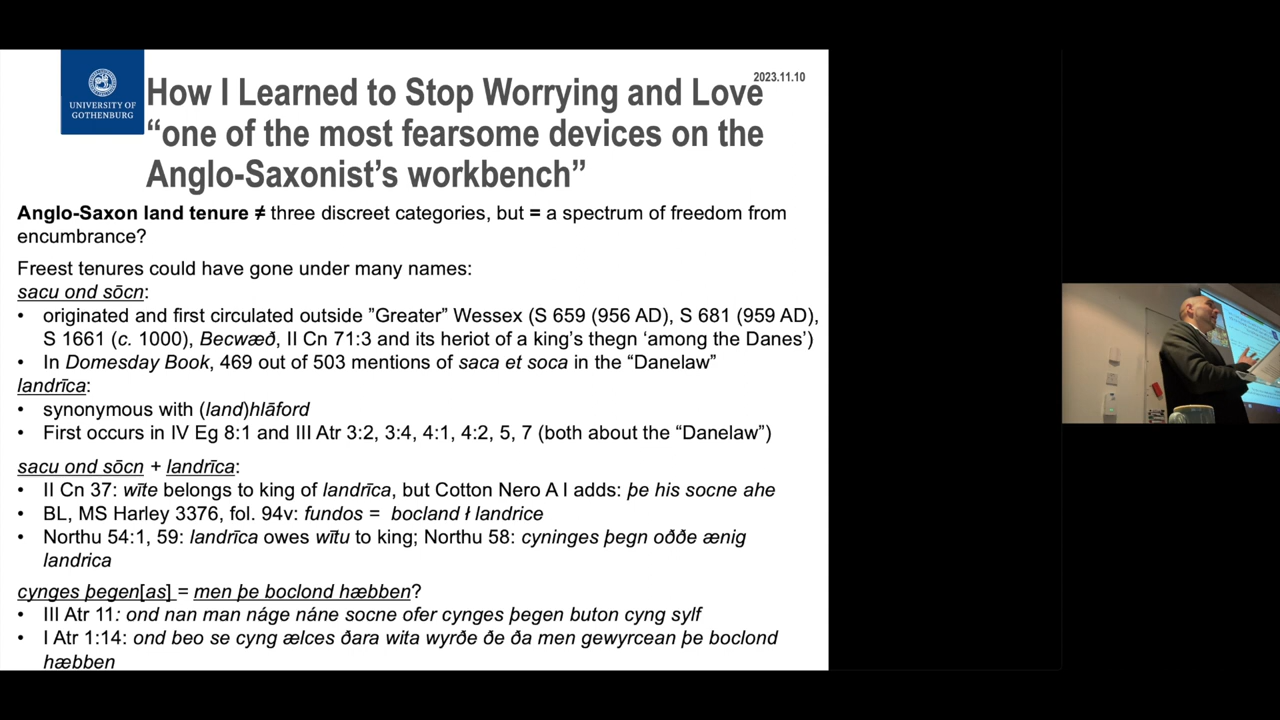 2023.11.10
UNIVERSITY OF
GOTHENBURG
How I Learned to Stop Worrying and Love
“one of the most fearsome devices on the
Anglo-Saxonist’s workbench”
Anglo-Saxon land tenure ≠ three discreet categories, but = a spectrum of freedom from
encumbrance?
Freest tenures could have gone under many names:
sacu ond sōcn:
• originated and first circulated outside ”Greater” Wessex (S 659 (956 AD), S 681 (959 AD),
S 1661 (c. 1000), Becwæð, II Cn 71:3 and its heriot of a king’s thegn ‘among the Danes’)
• In Domesday Book, 469 out of 503 mentions of saca et soca in the “Danelaw”
landrīca:
• synonymous with (land)hlāford
• First occurs in IV Eg 8:1 and III Atr 3:2, 3:4, 4:1, 4:2, 5, 7 (both about the “Danelaw”)
sacu ond sōcn + landrīca:
• II Cn 37: wīte belongs to king of landrīca, but Cotton Nero A I adds: þe his socne ahe
• BL, MS Harley 3376, fol. 94v: fundos = bocland ł landrice
• Northu 54:1, 59: landrīca owes wītu to king; Northu 58: cyninges þegn oððe ænig
landrica
cynges þegen[as] = men þe boclond hæbben?
• III Atr 11: ond nan man náge náne socne ofer cynges þegen buton cyng sylf
• I Atr 1:14: ond beo se cyng ælces ðara wita wyrðe ðe ða men gewyrcean þe boclond
hæbben